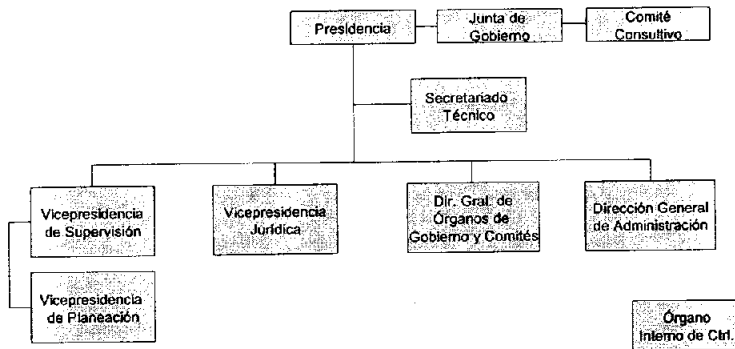 Presidencia
Junta de
Gobierno
Comité
Consultivo
Secretariado
Técnico
Vicepresidencia
de Supervisión
Vicepresidencia
Jurídica
Dir. Gral. de
Órganos de
Gobierno y Comités
Dirección General
de Administración
Vicepresidencia
de Planeación
Órgano
Interno de Ctrl.